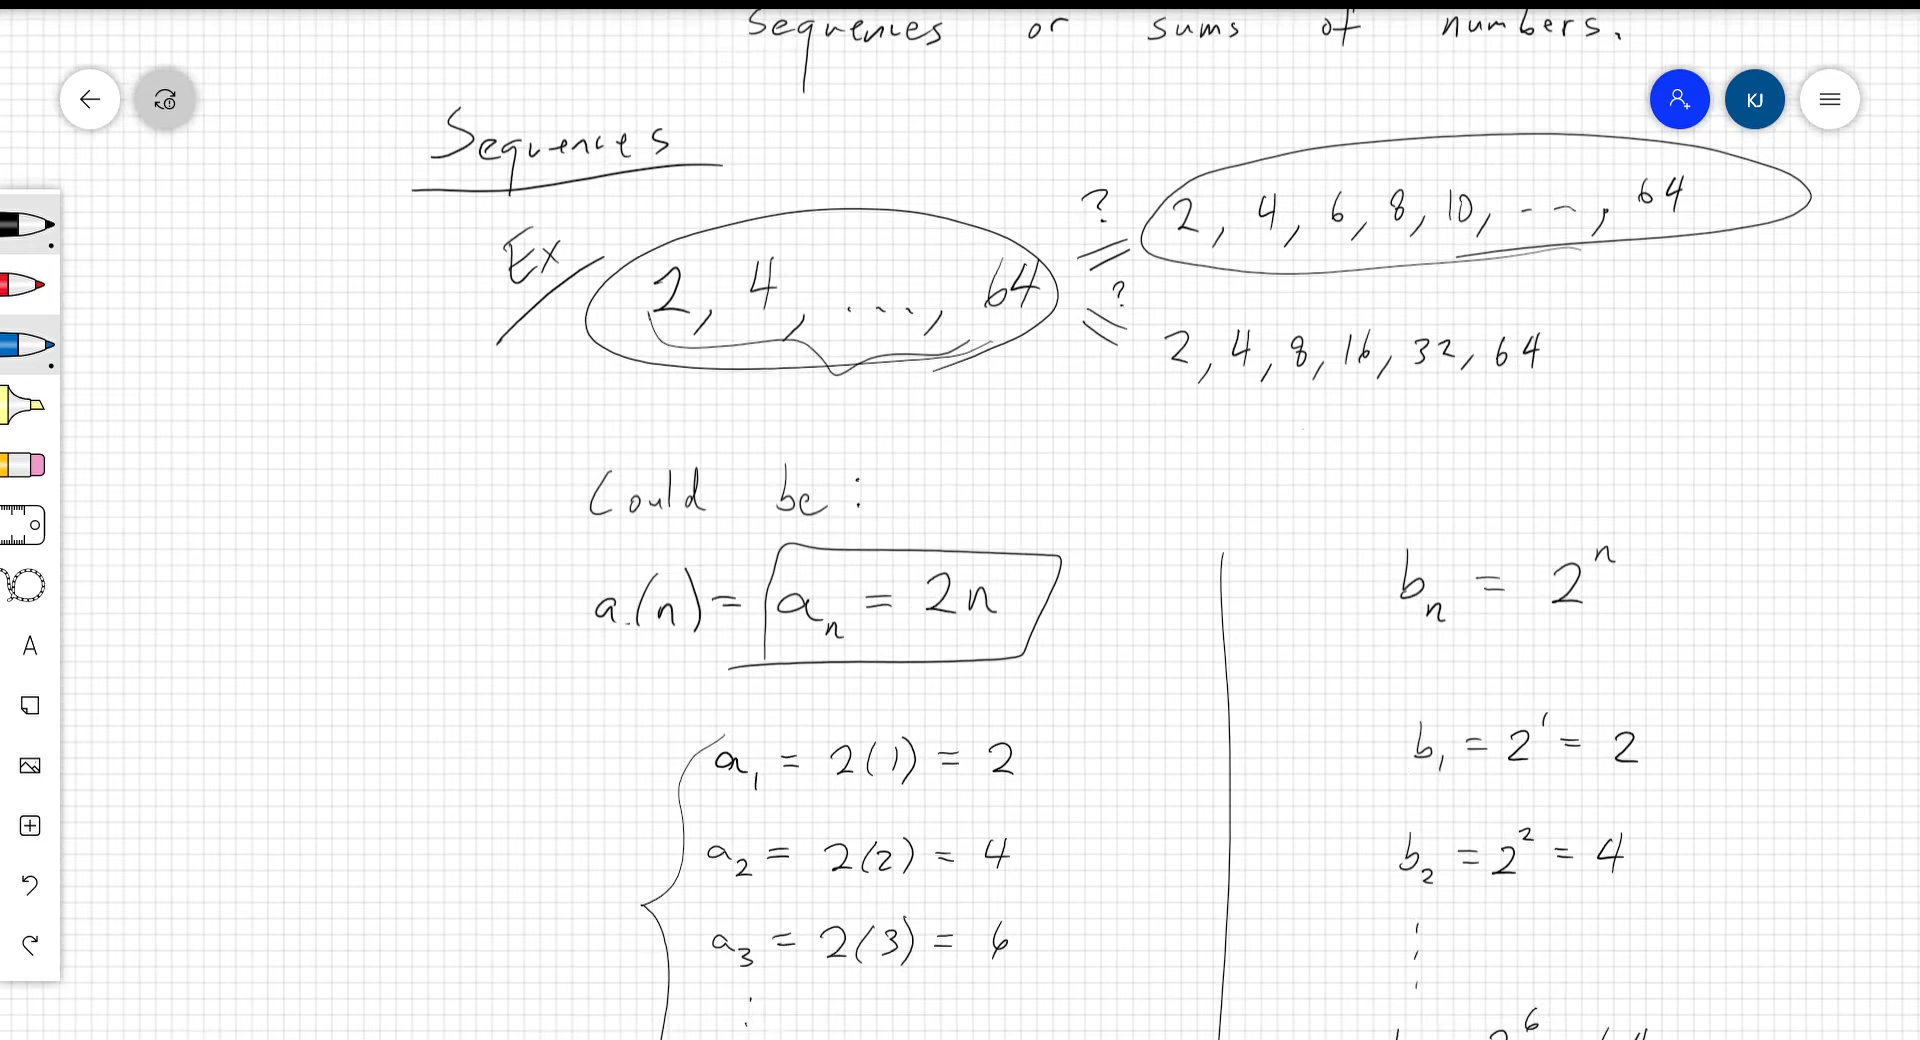 Sequences or sums of numbers.
KJ
Sequences
Ex 2, 4, ..., 64 =? 2, 4, 6, 8, 10, ..., 64
=? 2, 4, 8, 16, 32, 64
Could be:
a(n) = a_n = 2n
b_n = 2^n
a_1 = 2(1) = 2
b_1 = 2^1 = 2
a_2 = 2(2) = 4
b_2 = 2^2 = 4
a_3 = 2(3) = 6
⋮
⋮
A